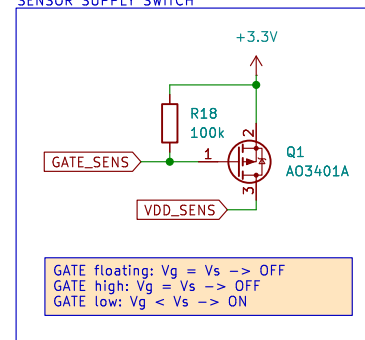 SENSOR SUPPLY SWITCH
+3.3V
R18
100k
2
1
GATE_SENS
Q1
AO3401A
3
VDD_SENS
GATE floating: Vg = Vs -> OFF
GATE high: Vg = Vs -> OFF
GATE low: Vg < Vs -> ON